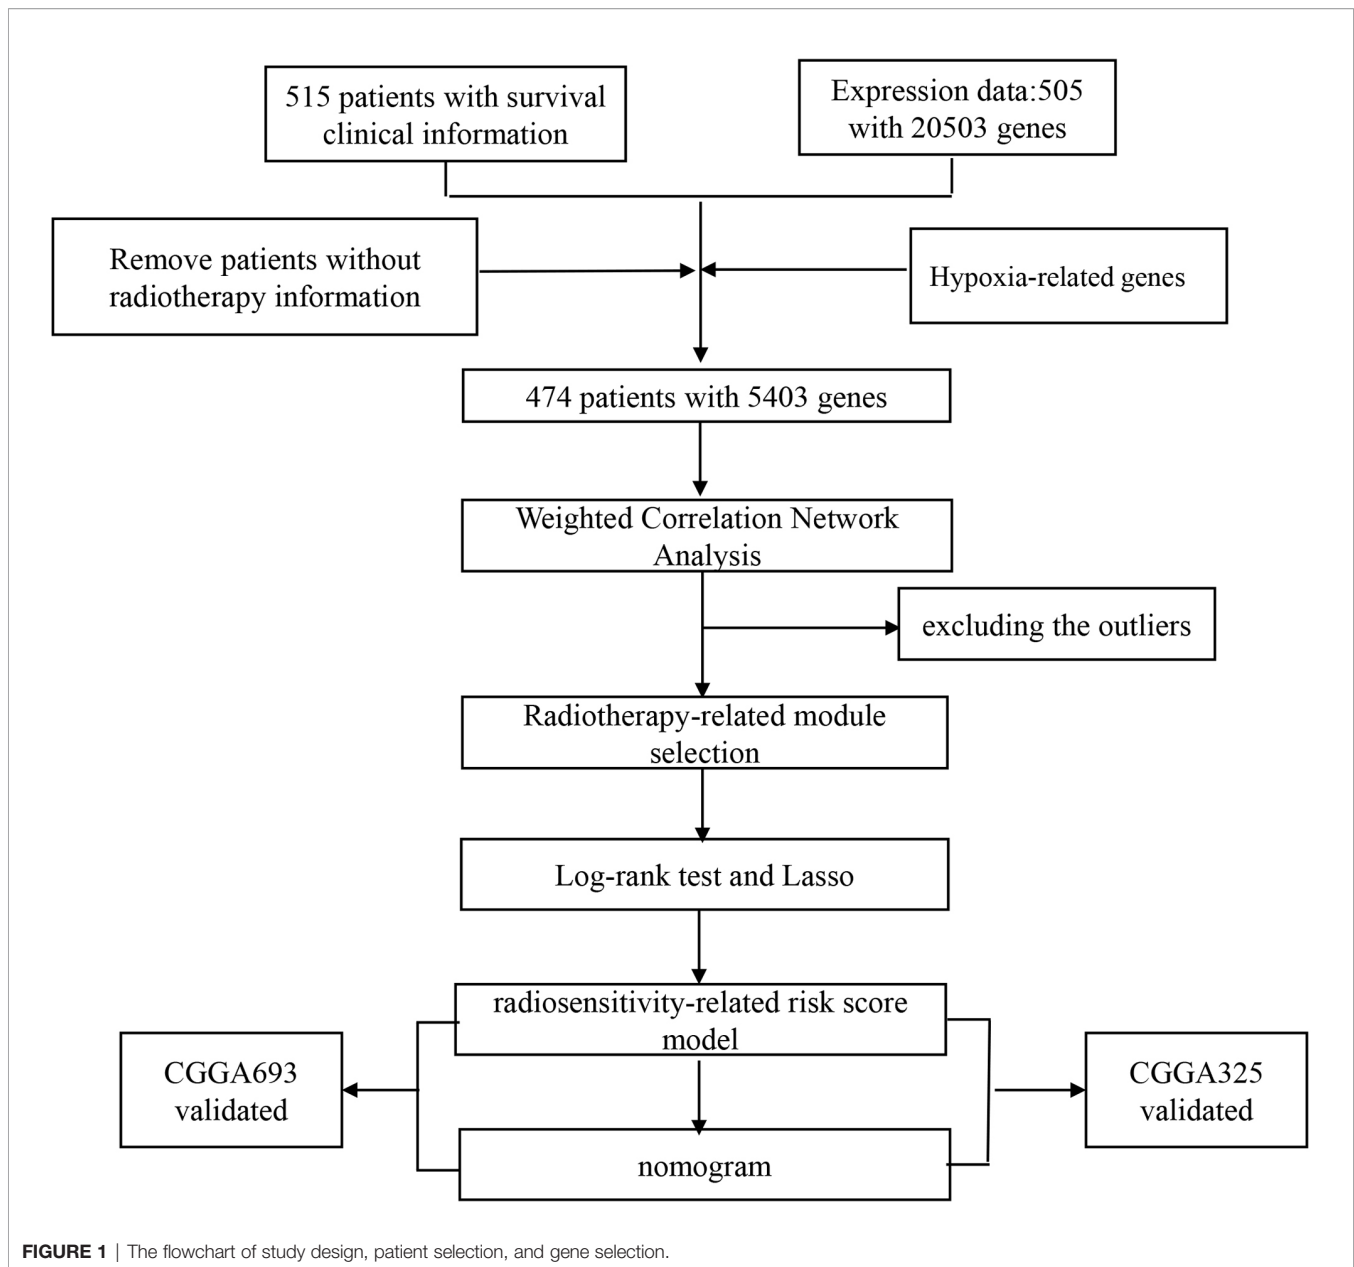 515 patients with survival
clinical information
Expression data:505
with 20503 genes
Remove patients without
radiotherapy information
Hypoxia-related genes
474 patients with 5403 genes
Weighted Correlation Network
Analysis
excluding the outliers
Radiotherapy-related module
selection
Log-rank test and Lasso
radiosensitivity-related risk score
model
CGGA693
validated
CGGA325
validated
nomogram
FIGURE 1 | The flowchart of study design, patient selection, and gene selection.